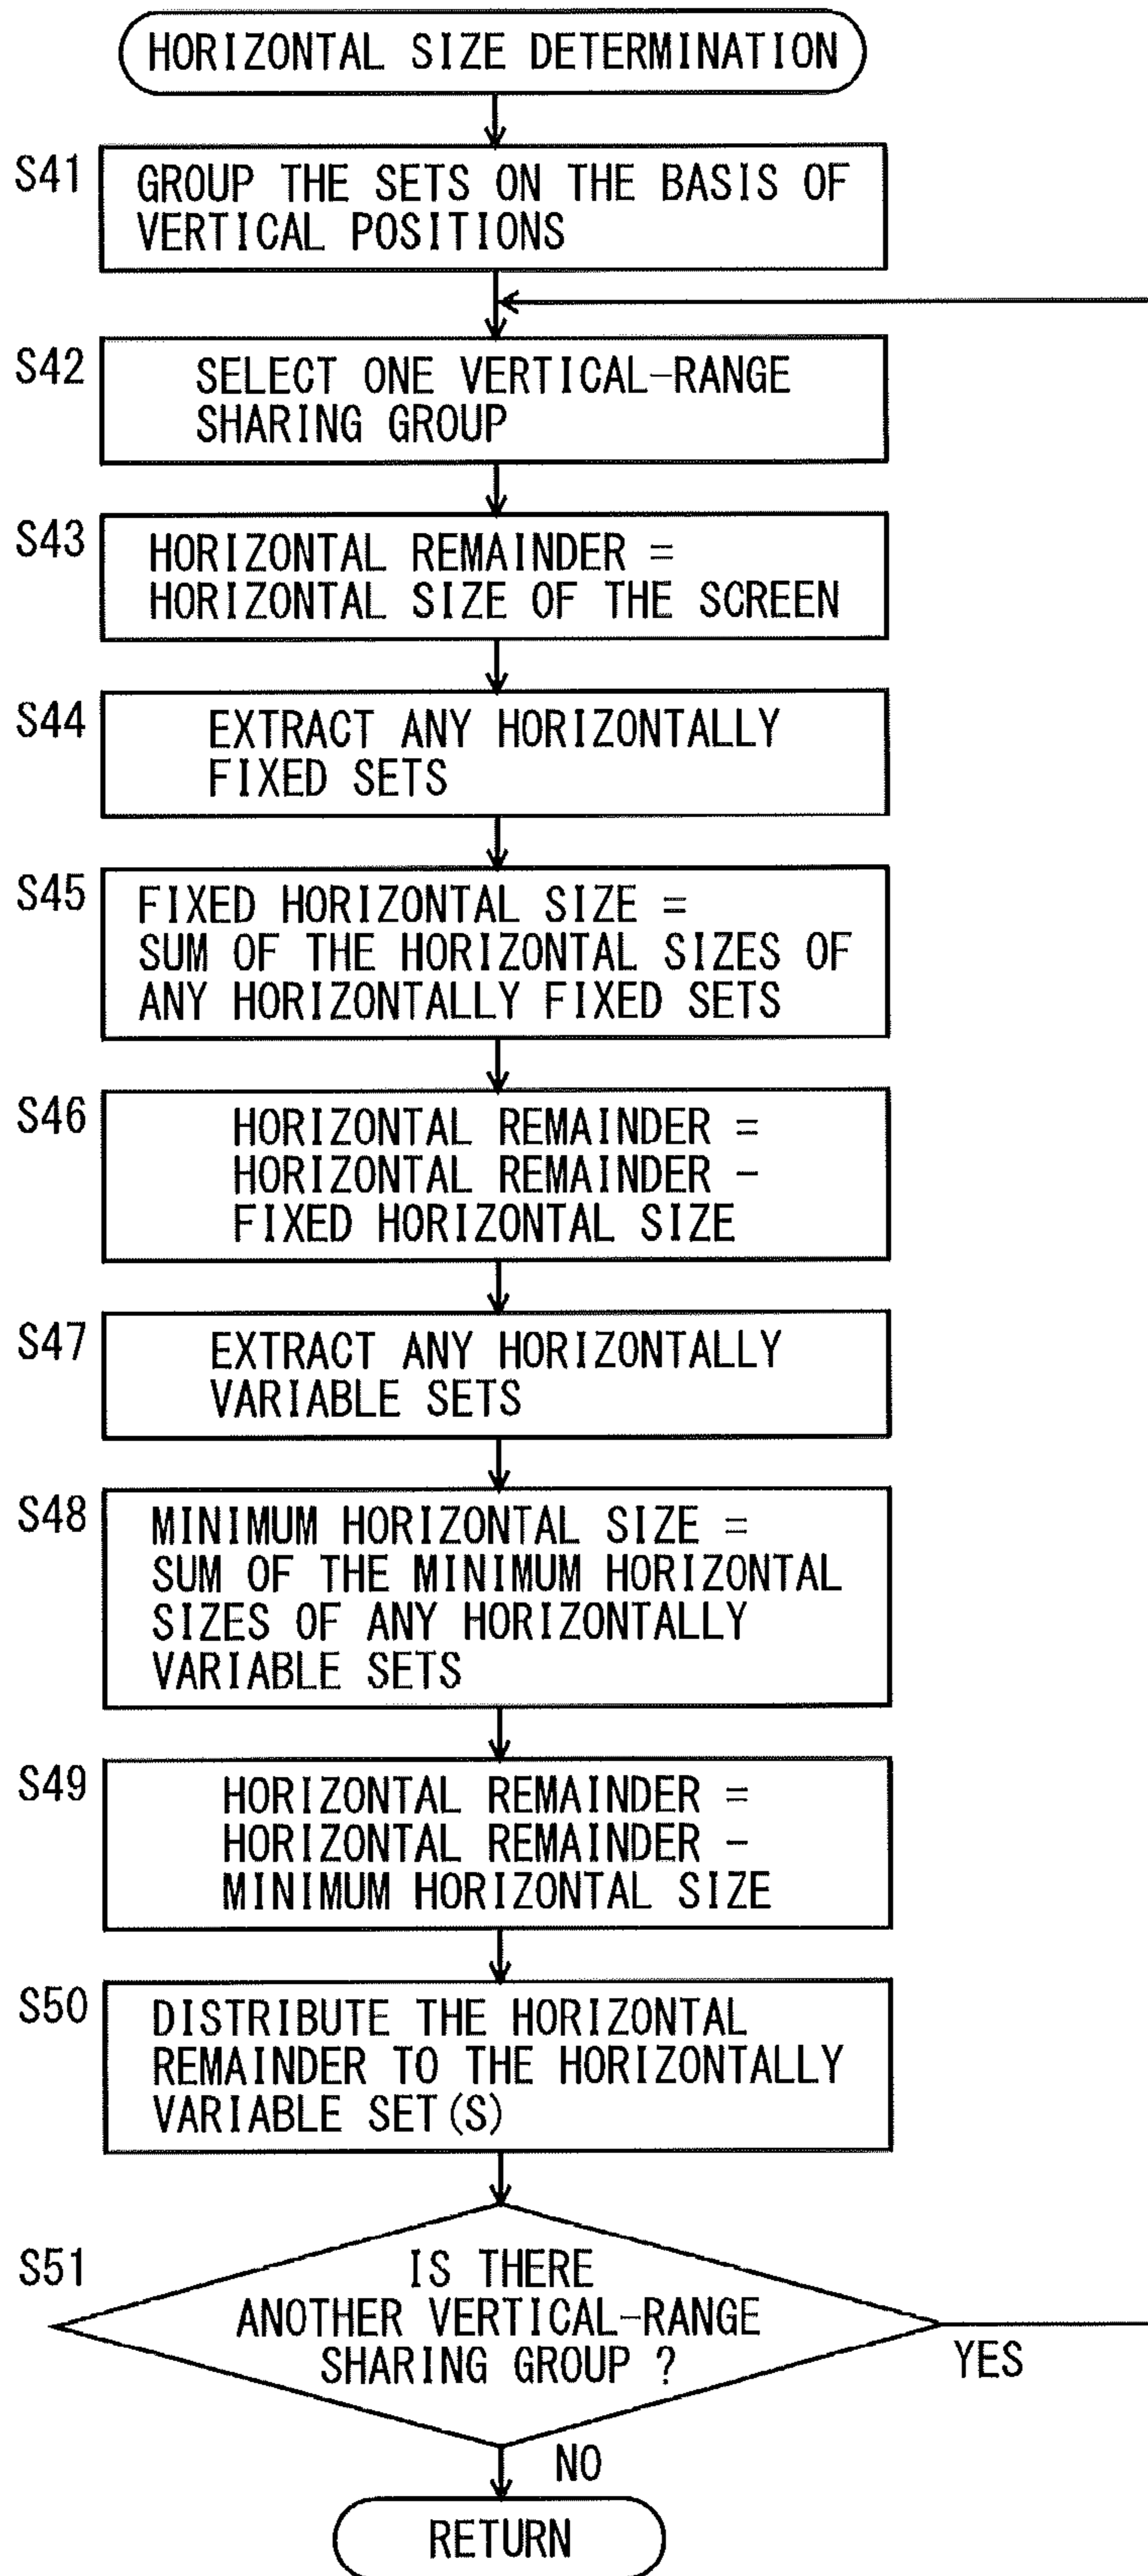 HORIZONTAL SIZE DETERMINATION
S41
GROUP THE SETS ON THE BASIS OF
VERTICAL POSITIONS
S42
SELECT ONE VERTICAL-RANGE
SHARING GROUP
S43
HORIZONTAL REMAINDER =
HORIZONTAL SIZE OF THE SCREEN
S44
EXTRACT ANY HORIZONTALLY
FIXED SETS
S45
FIXED HORIZONTAL SIZE =
SUM OF THE HORIZONTAL SIZES OF
ANY HORIZONTALLY FIXED SETS
S46
HORIZONTAL REMAINDER =
HORIZONTAL REMAINDER -
FIXED HORIZONTAL SIZE
S47
EXTRACT ANY HORIZONTALLY
VARIABLE SETS
S48
MINIMUM HORIZONTAL SIZE =
SUM OF THE MINIMUM HORIZONTAL
SIZES OF ANY HORIZONTALLY
VARIABLE SETS
S49
HORIZONTAL REMAINDER =
HORIZONTAL REMAINDER -
MINIMUM HORIZONTAL SIZE
S50
DISTRIBUTE THE HORIZONTAL
REMAINDER TO THE HORIZONTALLY
VARIABLE SET(S)
S51
IS THERE
ANOTHER VERTICAL-RANGE
SHARING GROUP ?
YES
NO
RETURN